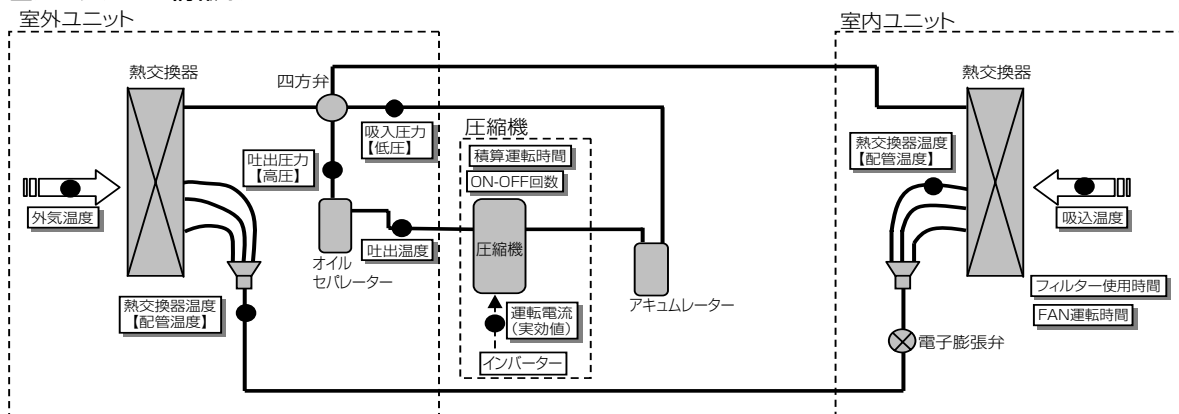 室外ユニット
室内ユニット
熱交換器
四方弁
熱交換器
吸入圧力
【低圧】
圧縮機
吐出圧力
【高圧】
積算運転時間
ON-OFF回数
熱交換器温度
【配管温度】
外気温度
吸込温度
吐出温度
圧縮機
オイル
セパレーター
アキュムレーター
フィルター使用時間
FAN運転時間
熱交換器温度
【配管温度】
運転電流
(実効値)
電子膨張弁
インバーター